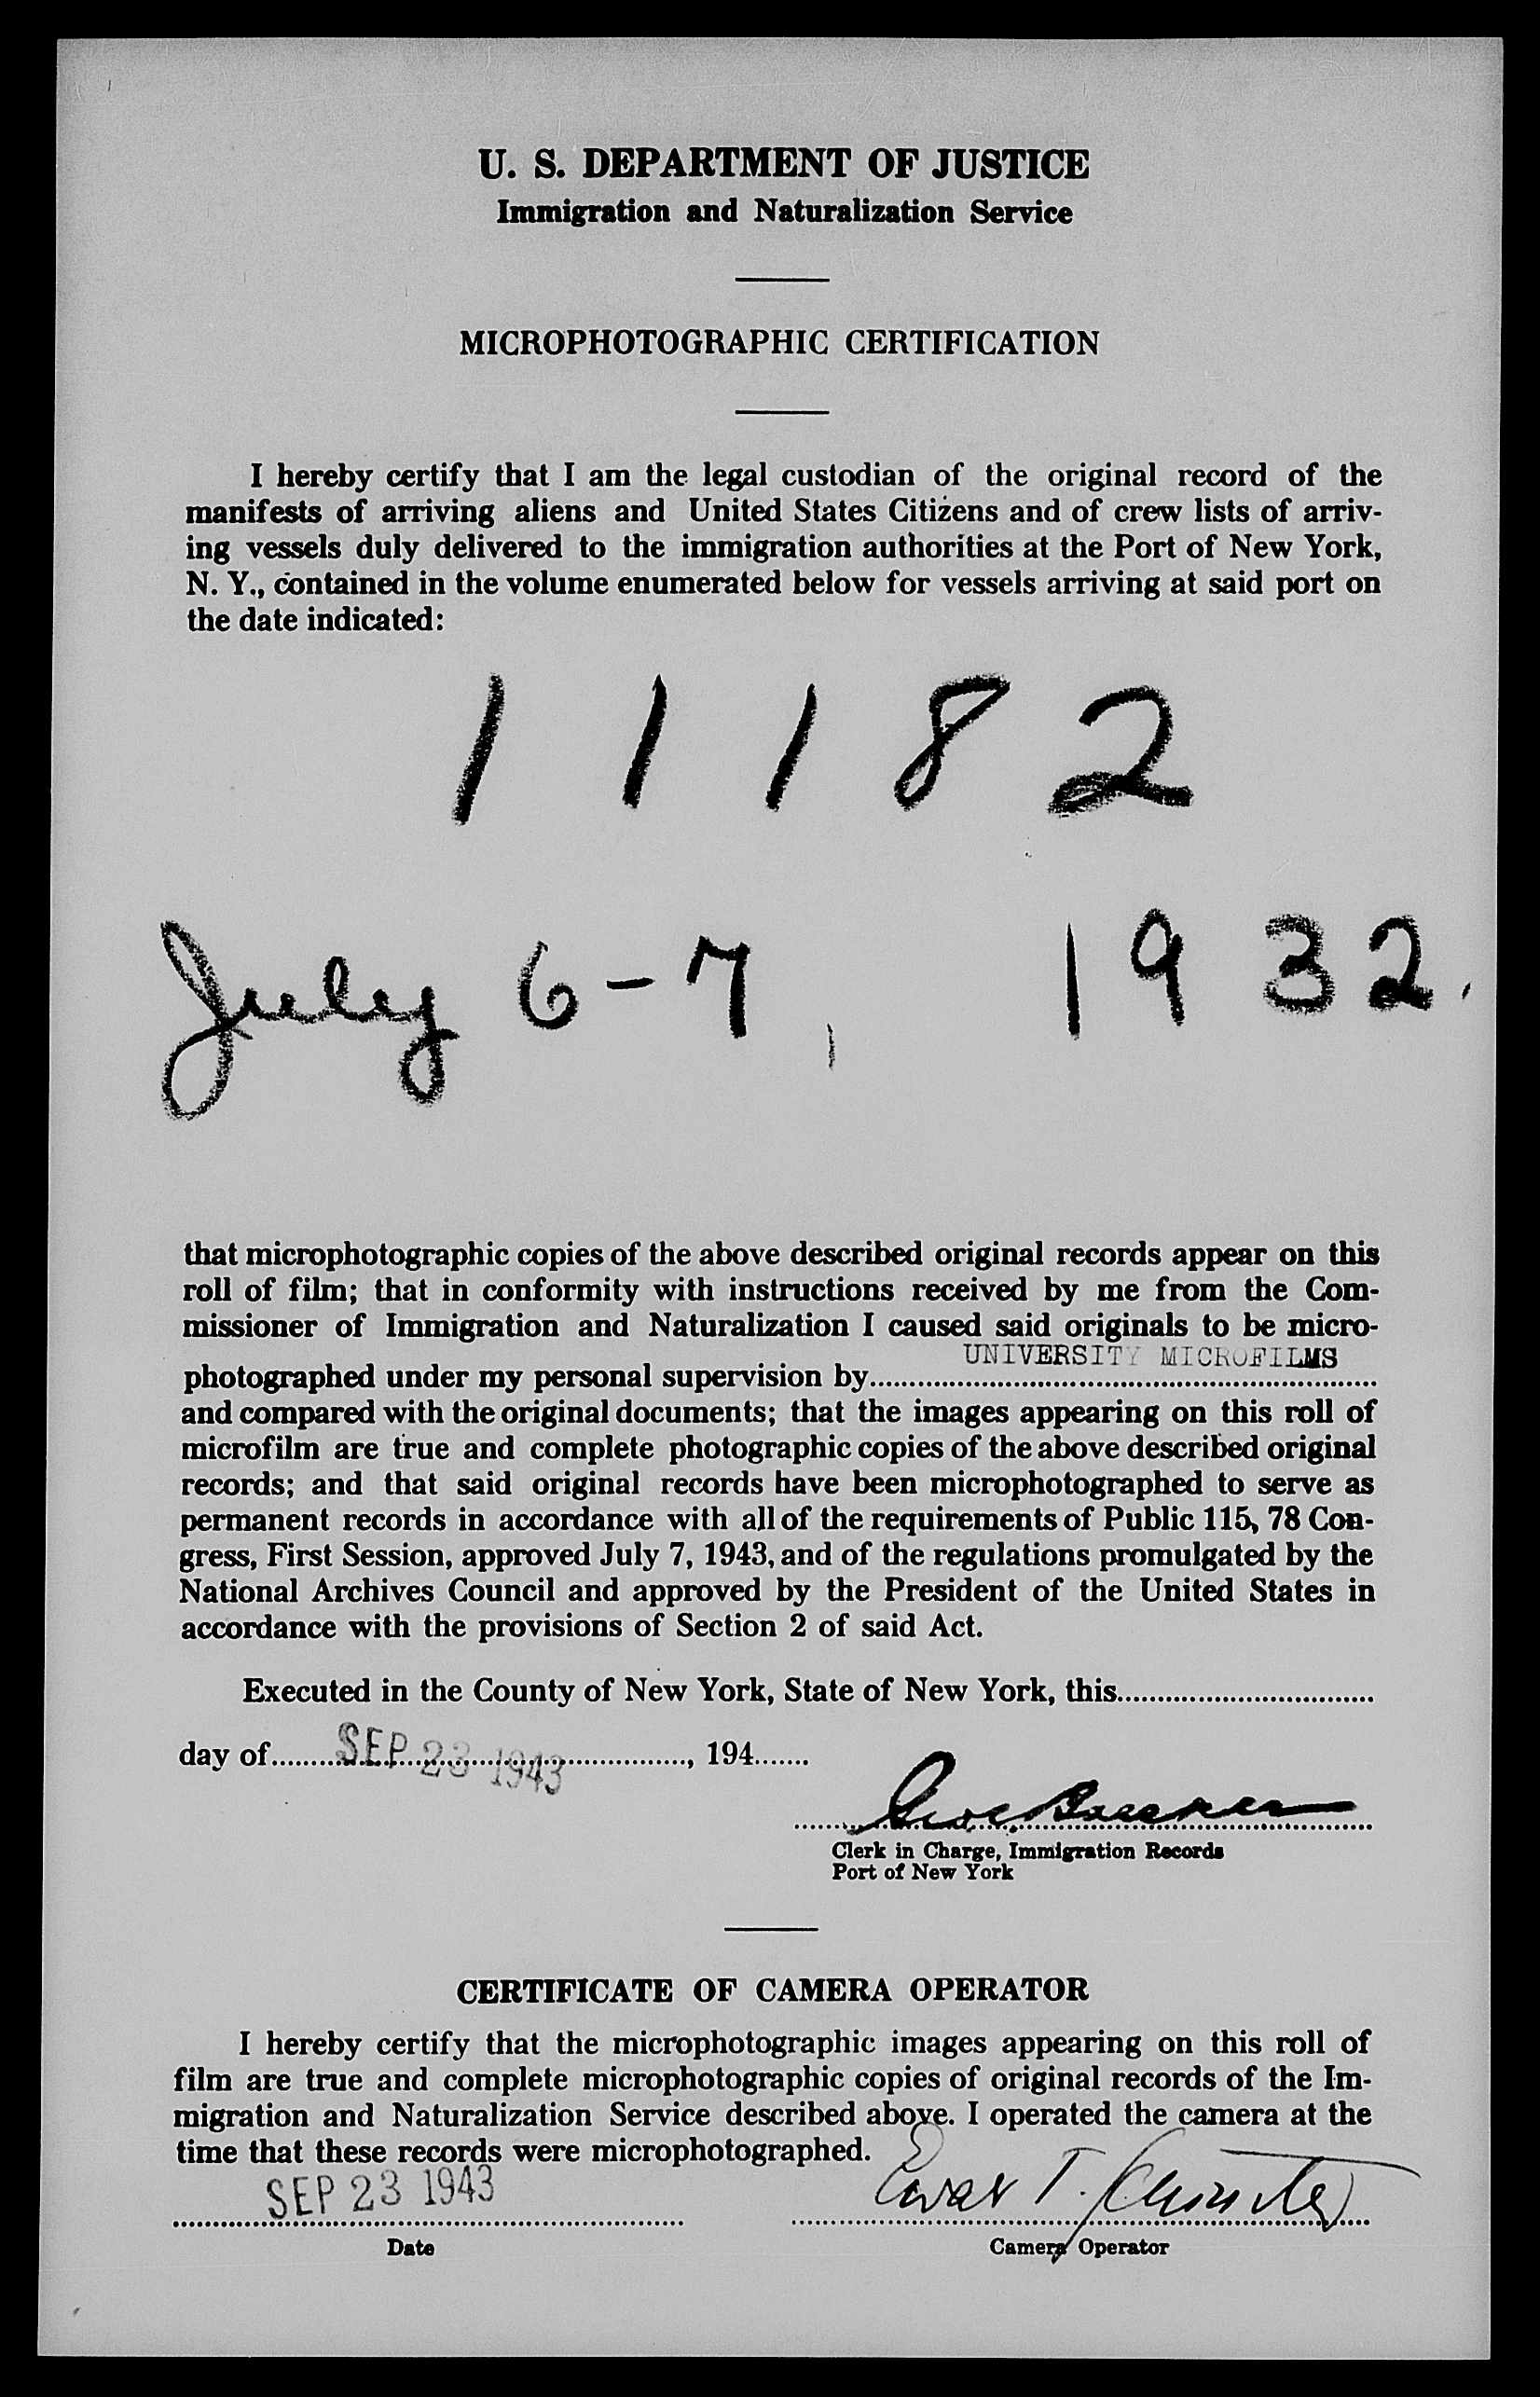 U. S. DEPARTMENT OF JUSTICE
Immigration and Naturalization Service
MICROPHOTOGRAPHIC CERTIFICATION
I hereby certify that I am the legal custodian of the original record of the
manifests of arriving aliens and United States Citizens and of crew lists of arriv-
ing vessels duly delivered to the immigration authorities at the Port of New York,
N. Y., contained in the volume enumerated below for vessels arriving at said port on
the date indicated:
11182
July 6-7, 1932.
that microphotographic copies of the above described original records appear on this
roll of film; that in conformity with instructions received by me from the Com-
missioner of Immigration and Naturalization I caused said originals to be micro-
UNIVERSITY MICROFILMS
photographed under my personal supervision by
and compared with the original documents; that the images appearing on this roll of
microfilm are true and complete photographic copies of the above described original
records; and that said original records have been microphotographed to serve as
permanent records in accordance with all of the requirements of Public 115, 78 Con-
gress, First Session, approved July 7, 1943, and of the regulations promulgated by the
National Archives Council and approved by the President of the United States in
accordance with the provisions of Section 2 of said Act.
Executed in the County of New York, State of New York, this
day of SEP 23 1943, 194
Clerk in Charge, Immigration Records
Port of New York
CERTIFICATE OF CAMERA OPERATOR
I hereby certify that the microphotographic images appearing on this roll of
film are true and complete microphotographic copies of original records of the Im-
migration and Naturalization Service described above. I operated the camera at the
time that these records were microphotographed.
SEP 23 1943
Date
Camera Operator